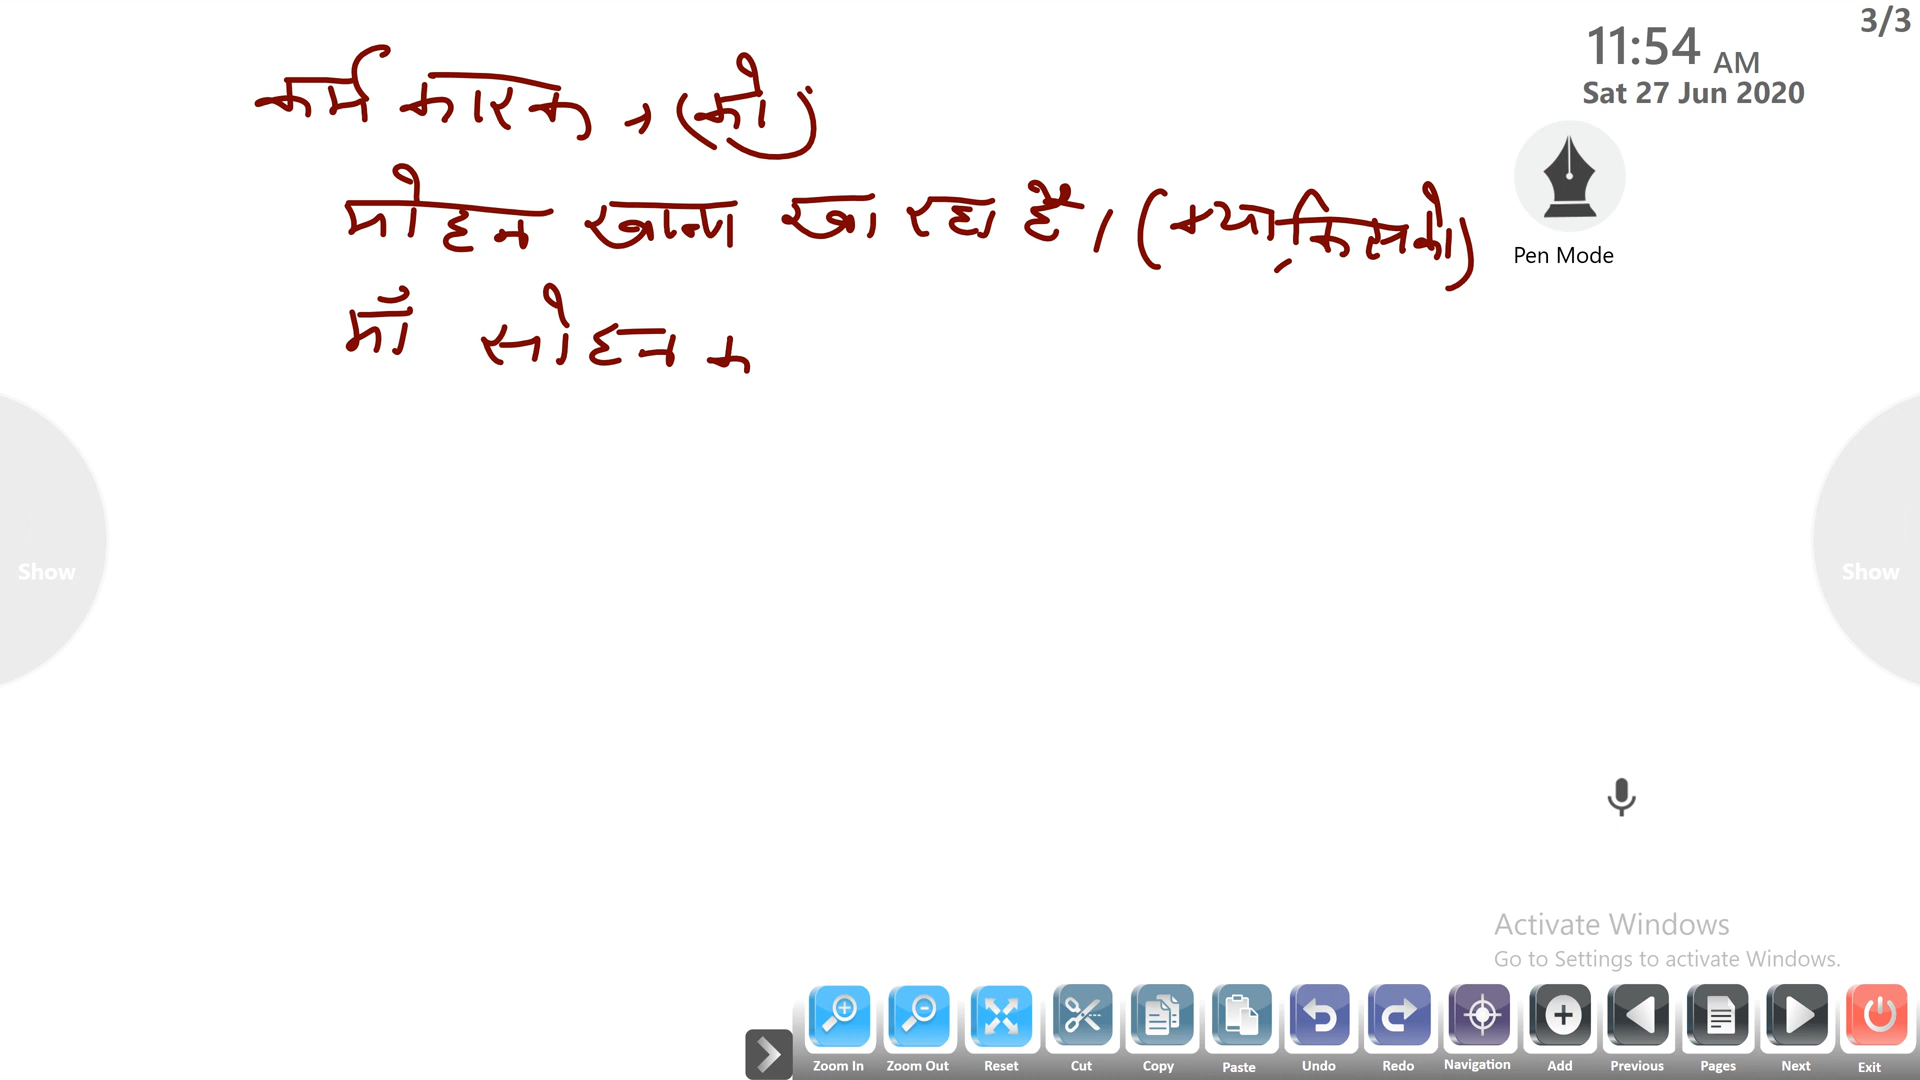 3/3
11:54 AM
Sat 27 Jun 2020
कर्म कारक , (को)
मोहन खाना खा रहा है। (क्या, किसको)
Pen Mode
माँ सोहन क
Show
Show
Activate Windows
Go to Settings to activate Windows.
Zoom In Zoom Out Reset Cut Copy Paste Undo Redo Navigation Add Previous Pages Next Exit